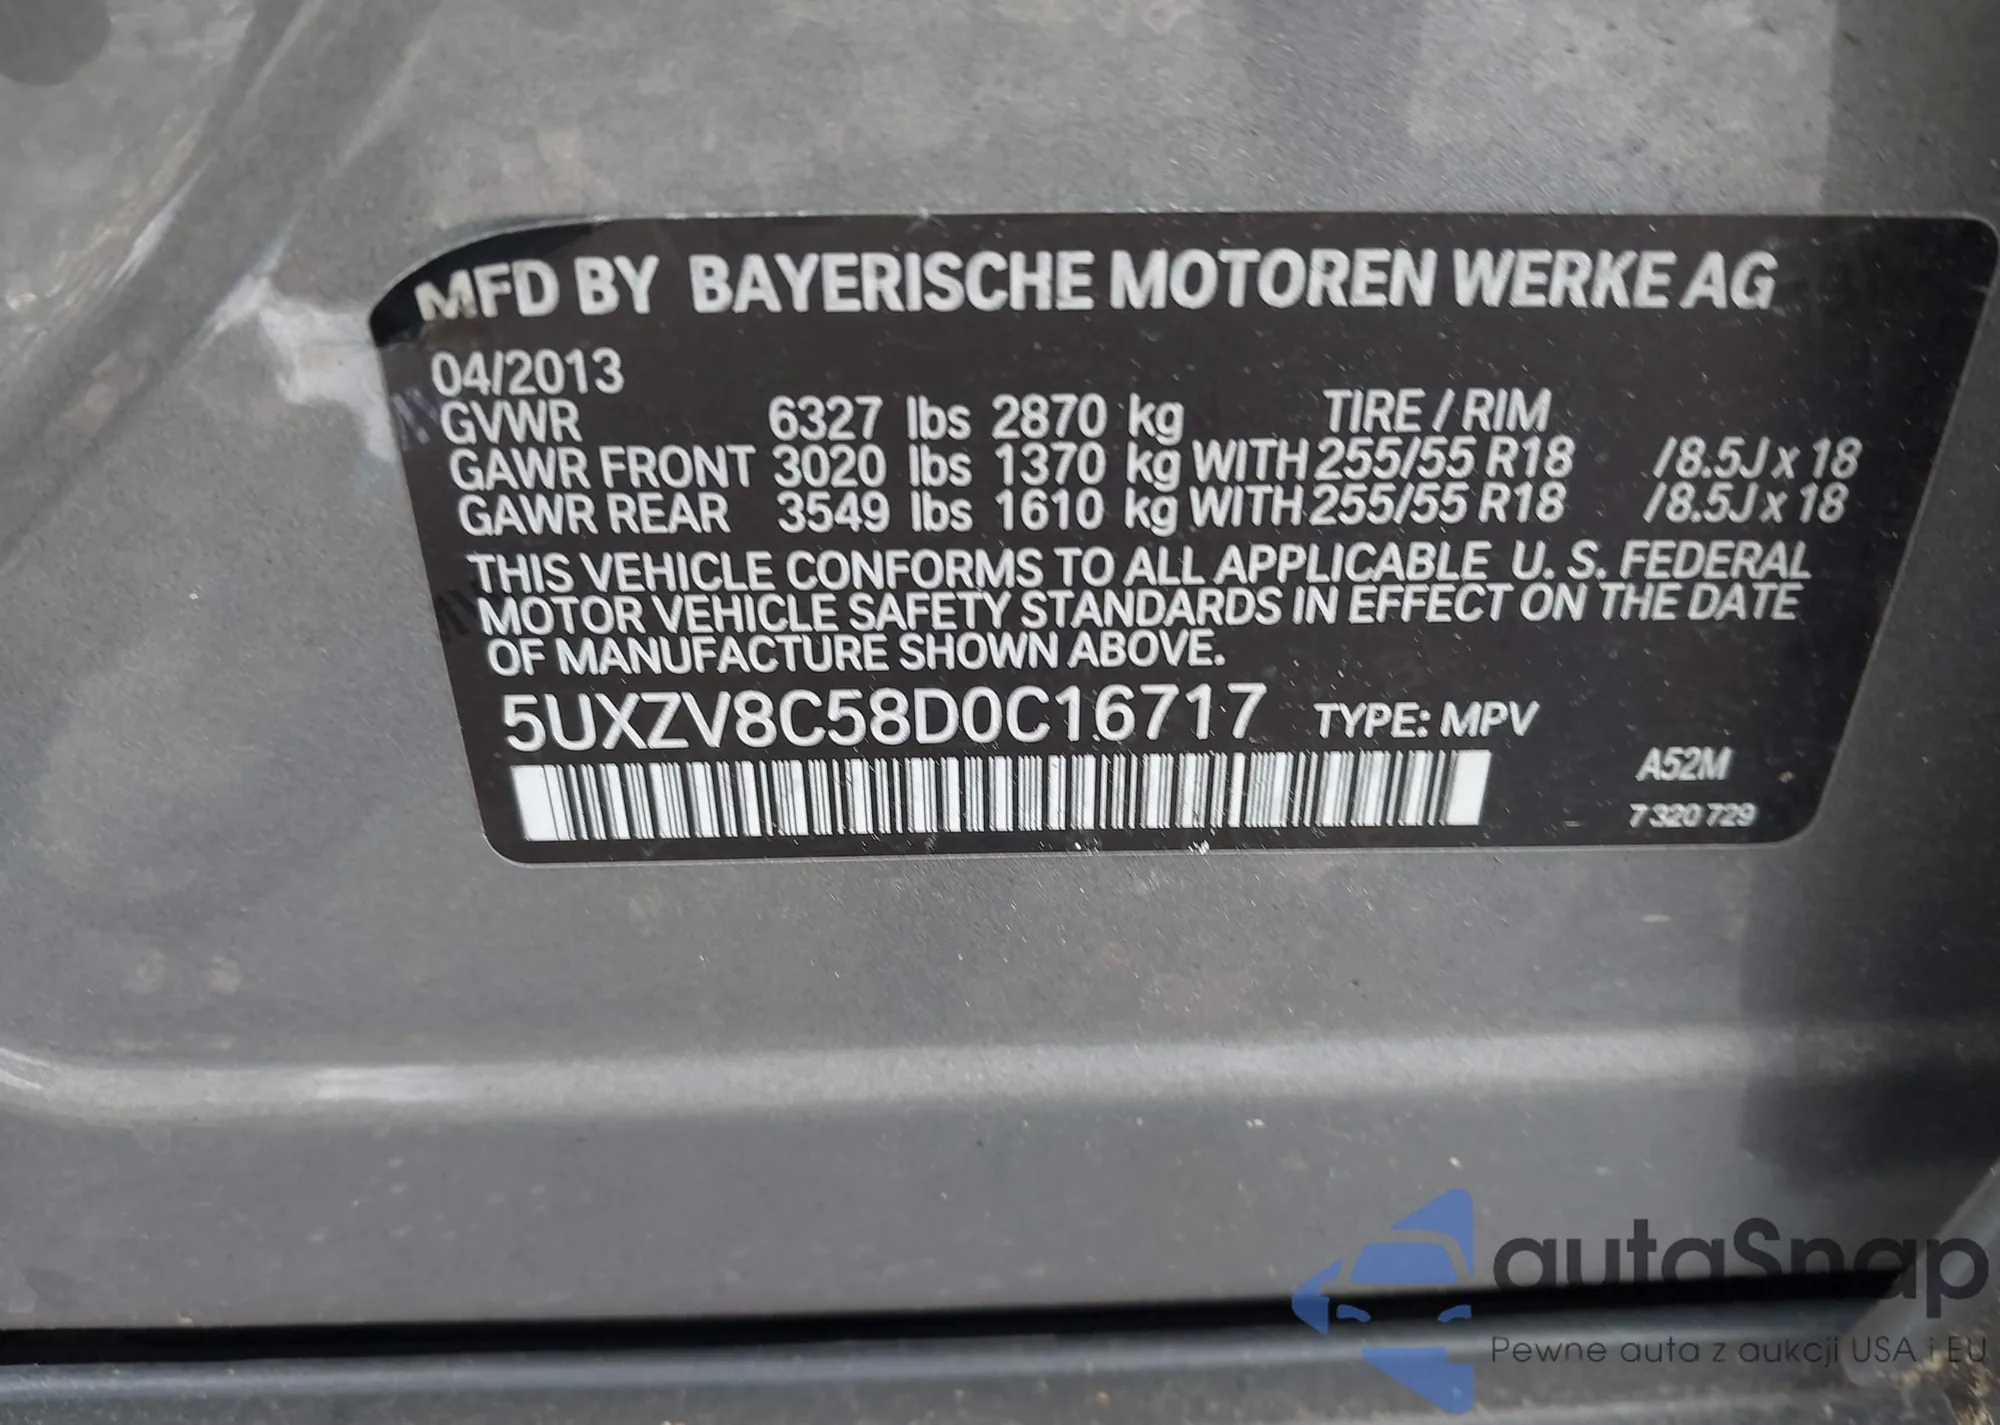 MFD BY BAYERISCHE MOTOREN WERKE AG
04/2013
GVWR 6327 lbs 2870 kg TIRE / RIM
GAWR FRONT 3020 lbs 1370 kg WITH 255/55 R18 /8.5J x 18
GAWR REAR 3549 lbs 1610 kg WITH 255/55 R18 /8.5J x 18
THIS VEHICLE CONFORMS TO ALL APPLICABLE U. S. FEDERAL
MOTOR VEHICLE SAFETY STANDARDS IN EFFECT ON THE DATE
OF MANUFACTURE SHOWN ABOVE.
5UXZV8C58D0C16717 TYPE: MPV
A52M
7 320 729
autaSnap
Pewne auta z aukcji USA i EU